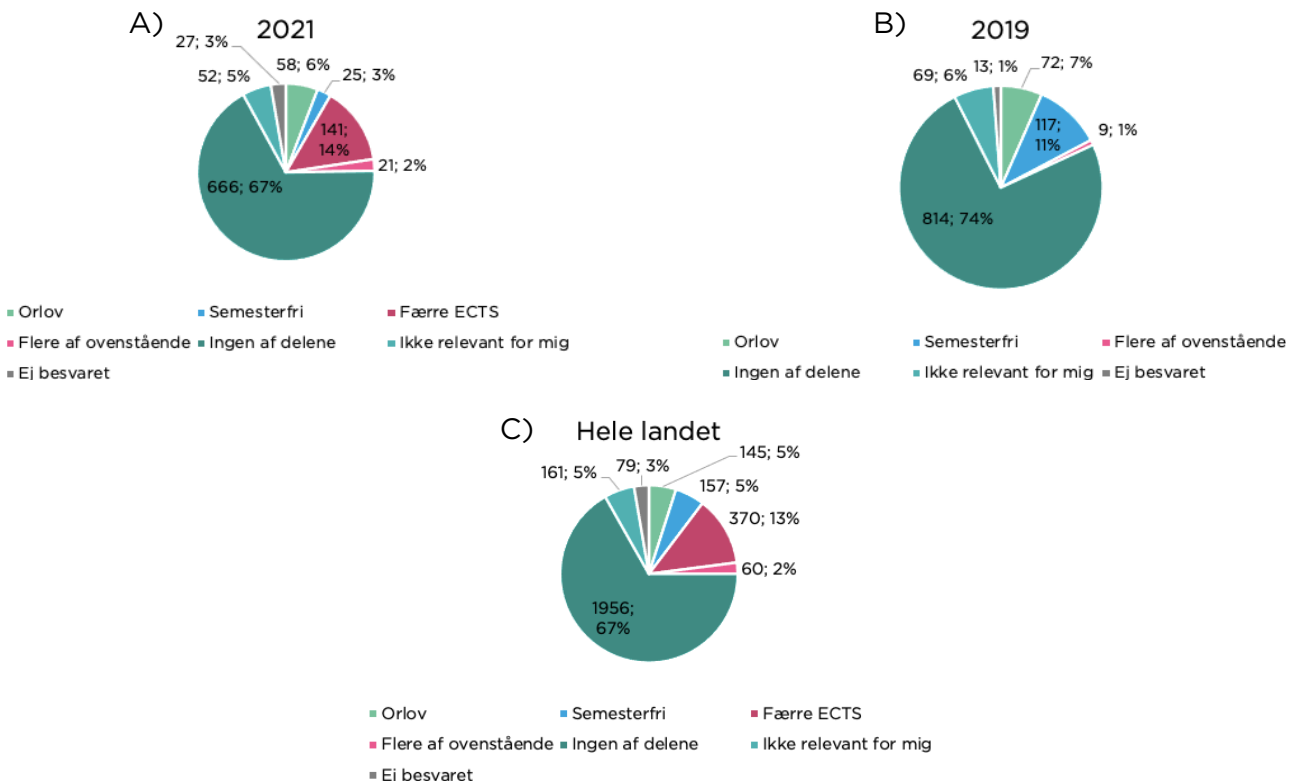 A)
2021
27; 3%
58; 6%
52; 5%
25; 3%
141;
14%
21; 2%
666; 67%
Orlov
Semesterfri
Færre ECTS
Flere af ovenstående
Ingen af delene
Ikke relevant for mig
Ej besvaret
B)
2019
13; 1%
72; 7%
69; 6%
117;
11%
9; 1%
814; 74%
Orlov
Semesterfri
Flere af ovenstående
Ingen af delene
Ikke relevant for mig
Ej besvaret
C)
Hele landet
145; 5%
161; 5%
79; 3%
157; 5%
370; 13%
60; 2%
1956;
67%
Orlov
Semesterfri
Færre ECTS
Flere af ovenstående
Ingen af delene
Ikke relevant for mig
Ej besvaret